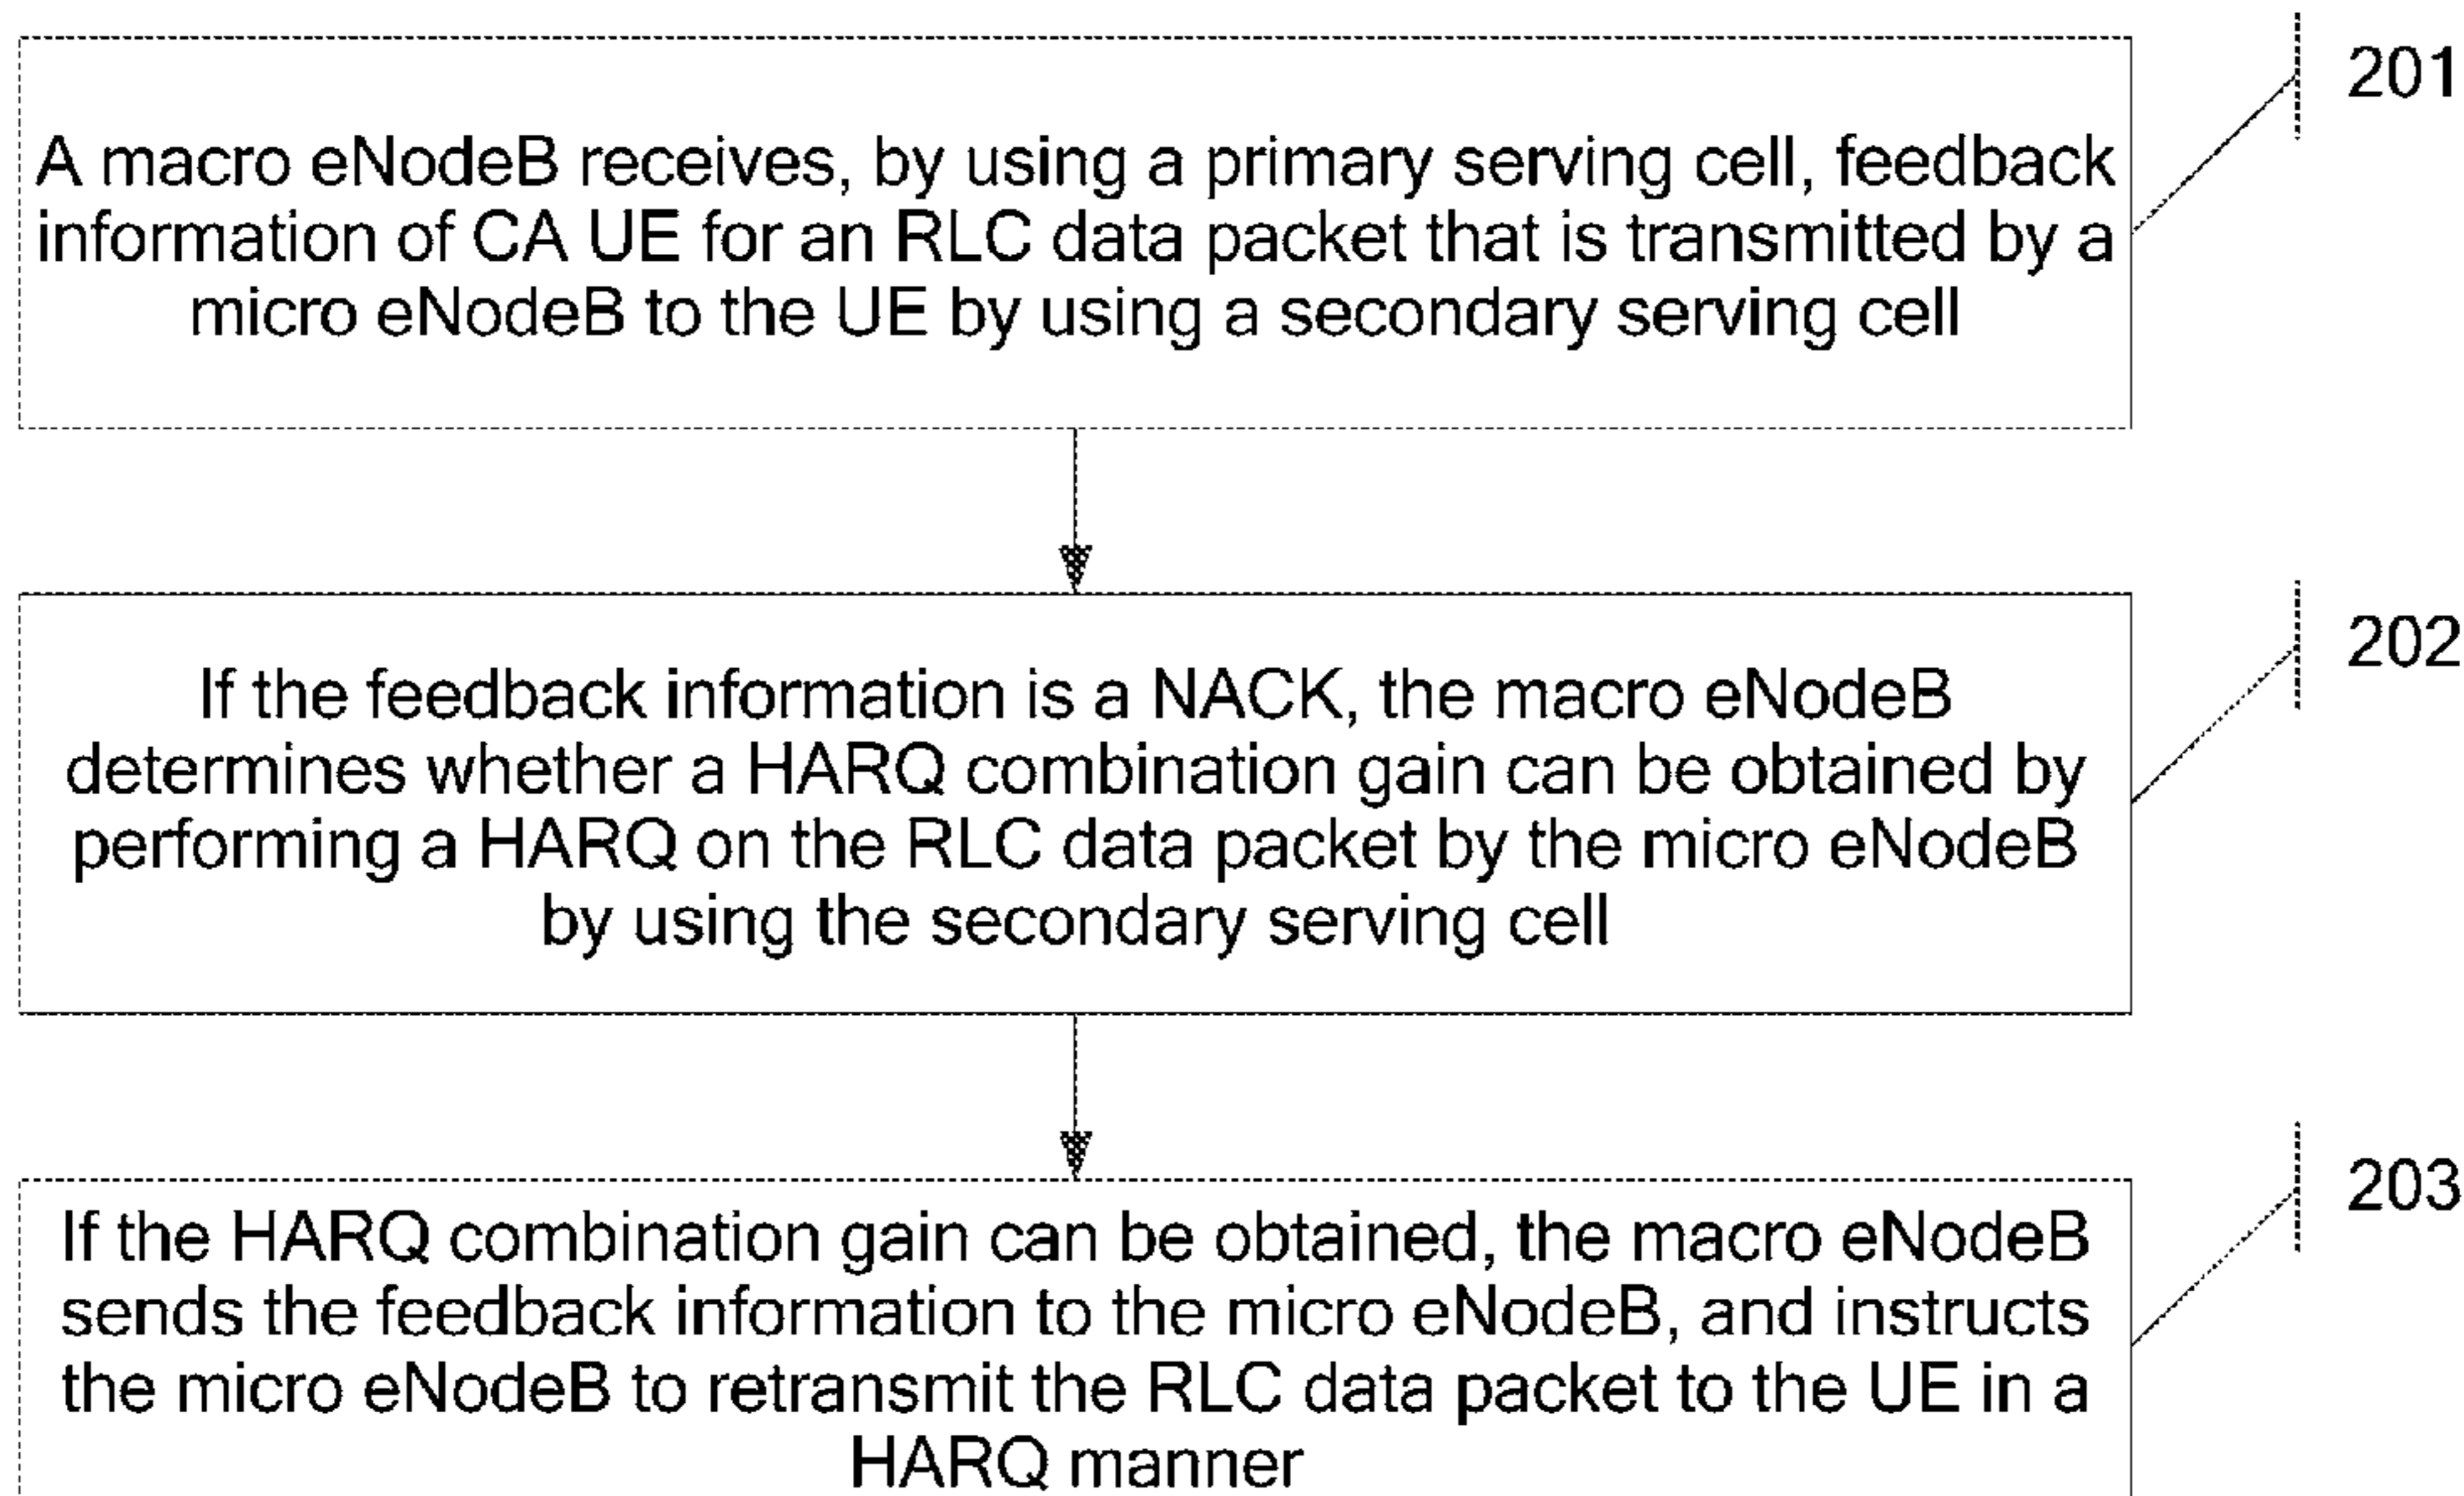 201
A macro eNodeB receives, by using a primary serving cell, feedback
information of CA UE for an RLC data packet that is transmitted by a
micro eNodeB to the UE by using a secondary serving cell
202
If the feedback information is a NACK, the macro eNodeB
determines whether a HARQ combination gain can be obtained by
performing a HARQ on the RLC data packet by the micro eNodeB
by using the secondary serving cell
203
If the HARQ combination gain can be obtained, the macro eNodeB
sends the feedback information to the micro eNodeB, and instructs
the micro eNodeB to retransmit the RLC data packet to the UE in a
HARQ manner